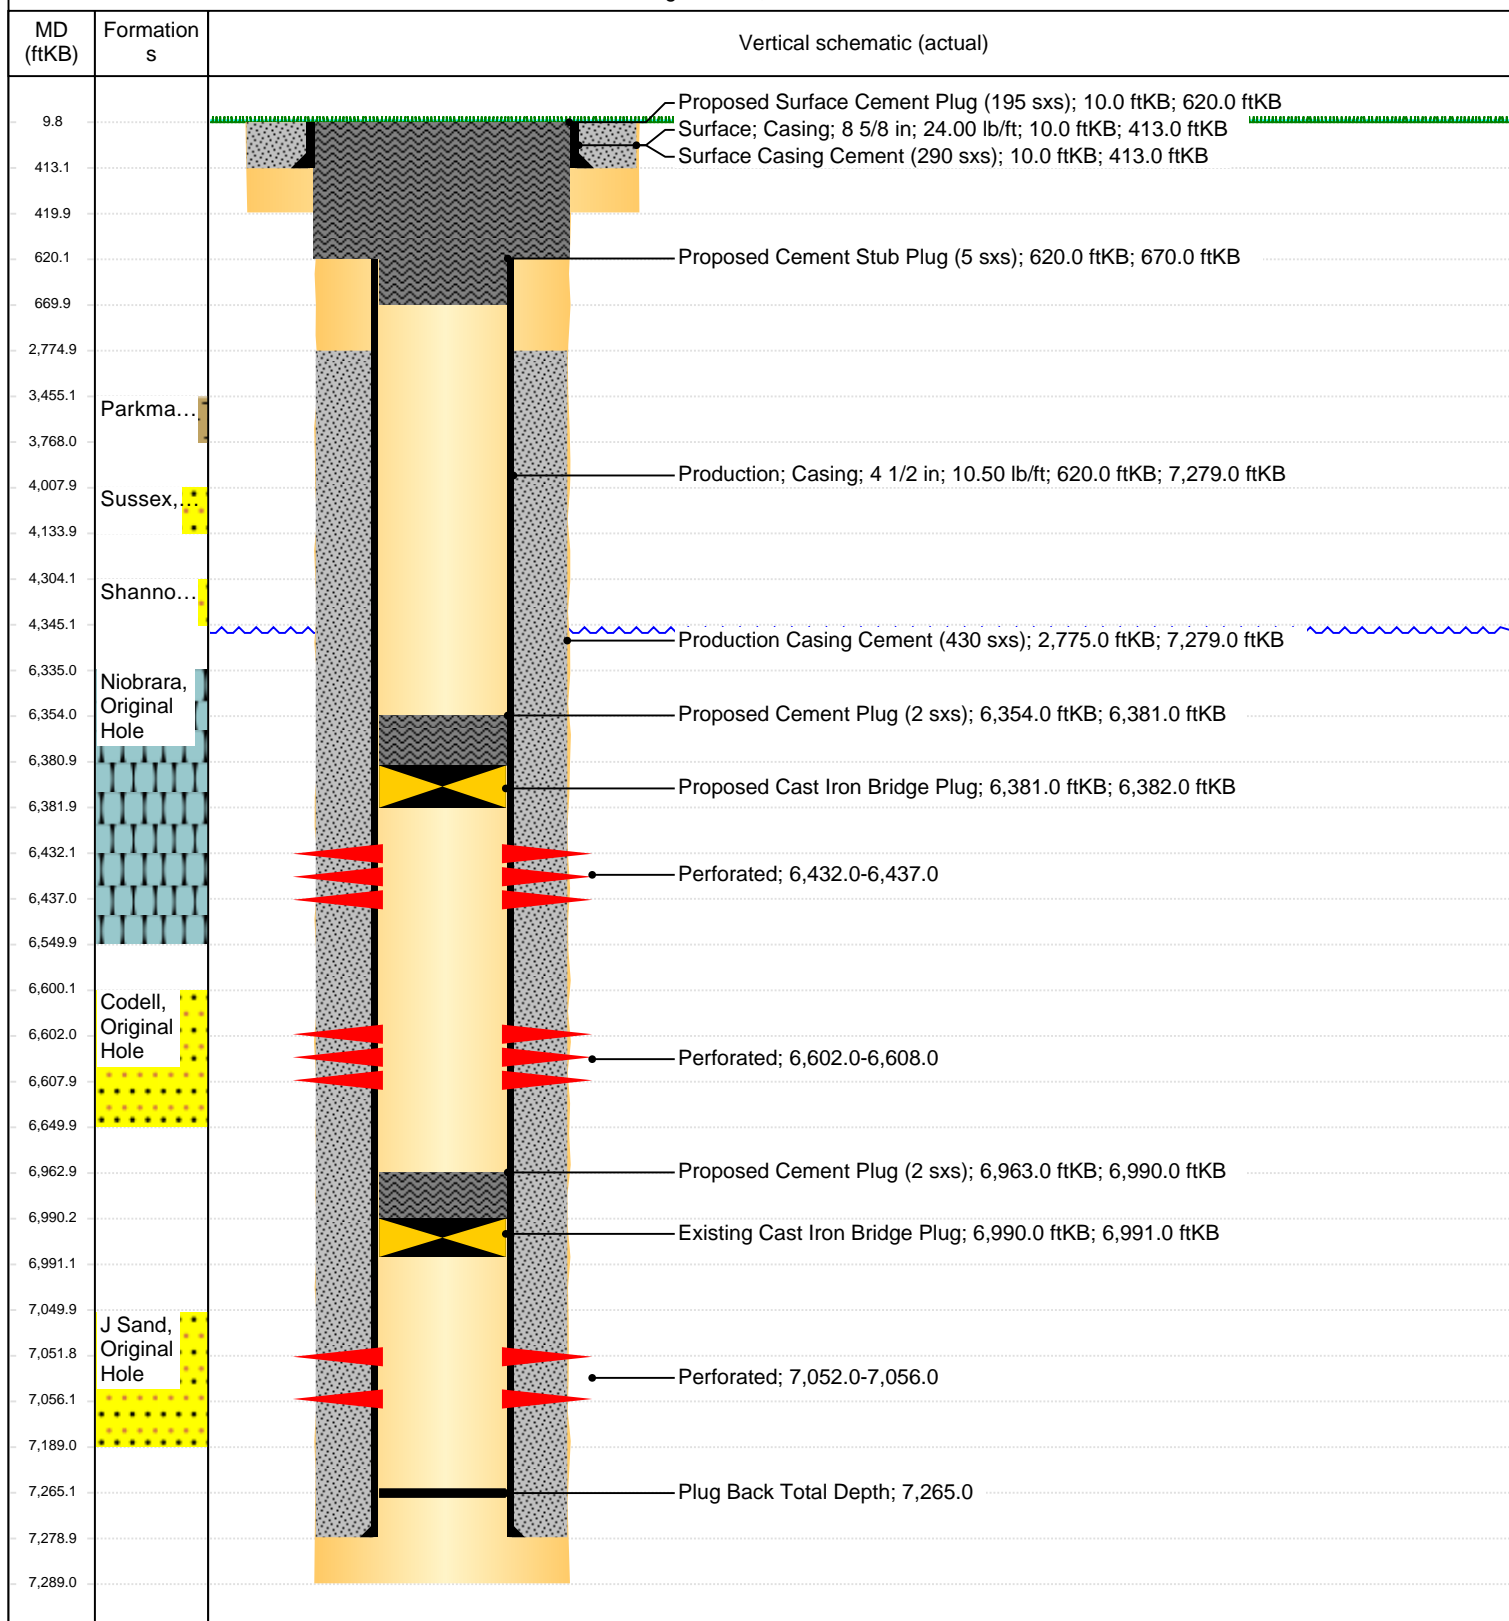 MD
(ftKB)
Formation
s
Vertical schematic (actual)
9.8
413.1
419.9
620.1
669.9
2,774.9
3,455.1
3,768.0
4,007.9
4,133.9
4,304.1
4,345.1
6,335.0
6,354.0
6,380.9
6,381.9
6,432.1
6,437.0
6,549.9
6,600.1
6,602.0
6,607.9
6,649.9
6,962.9
6,990.2
6,991.1
7,049.9
7,051.8
7,056.1
7,189.0
7,265.1
7,278.9
7,289.0
Parkma…
Sussex,…
Shanno…
Niobrara,
Original
Hole
Codell,
Original
Hole
J Sand,
Original
Hole
Proposed Surface Cement Plug (195 sxs); 10.0 ftKB; 620.0 ftKB
Surface; Casing; 8 5/8 in; 24.00 lb/ft; 10.0 ftKB; 413.0 ftKB
Surface Casing Cement (290 sxs); 10.0 ftKB; 413.0 ftKB
Proposed Cement Stub Plug (5 sxs); 620.0 ftKB; 670.0 ftKB
Production; Casing; 4 1/2 in; 10.50 lb/ft; 620.0 ftKB; 7,279.0 ftKB
Production Casing Cement (430 sxs); 2,775.0 ftKB; 7,279.0 ftKB
Proposed Cement Plug (2 sxs); 6,354.0 ftKB; 6,381.0 ftKB
Proposed Cast Iron Bridge Plug; 6,381.0 ftKB; 6,382.0 ftKB
Perforated; 6,432.0-6,437.0
Perforated; 6,602.0-6,608.0
Proposed Cement Plug (2 sxs); 6,963.0 ftKB; 6,990.0 ftKB
Existing Cast Iron Bridge Plug; 6,990.0 ftKB; 6,991.0 ftKB
Perforated; 7,052.0-7,056.0
Plug Back Total Depth; 7,265.0